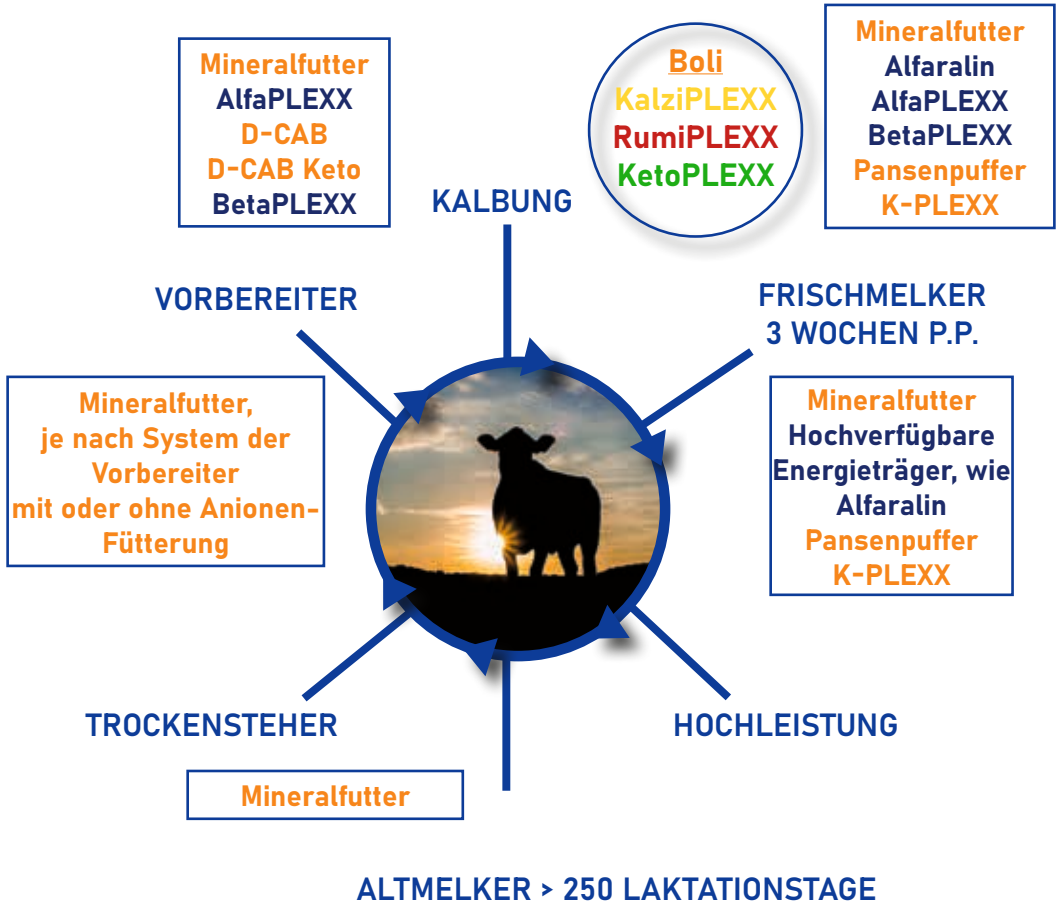 Mineralfutter
AlfaPLEXX
D-CAB
D-CAB Keto
BetaPLEXX
KALBUNG
Boli
KalziPLEXX
RumiPLEXX
KetoPLEXX
Mineralfutter
Alfaralin
AlfaPLEXX
BetaPLEXX
Pansenpuffer
K-PLEXX
VORBEREITER
FRISCHMELKER
3 WOCHEN P.P.
Mineralfutter,
je nach System der
Vorbereiter
mit oder ohne Anionen-
Fütterung
Mineralfutter
Hochverfügbare
Energieträger, wie
Alfaralin
Pansenpuffer
K-PLEXX
TROCKENSTEHER
HOCHLEISTUNG
Mineralfutter
ALTMELKER > 250 LAKTATIONSTAGE